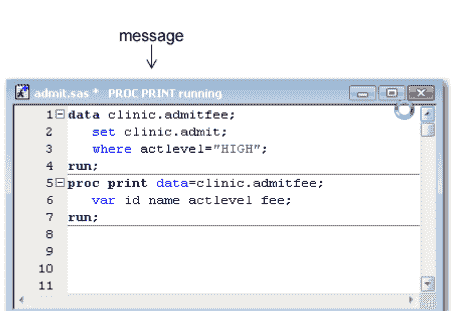 message
admit.sas * PROC PRINT running
1 data clinic.admitfee;
2 set clinic.admit;
3 where actlevel="HIGH";
4 run;
5 proc print data=clinic.admitfee;
6 var id name actlevel fee;
7 run;
8
9
10
11